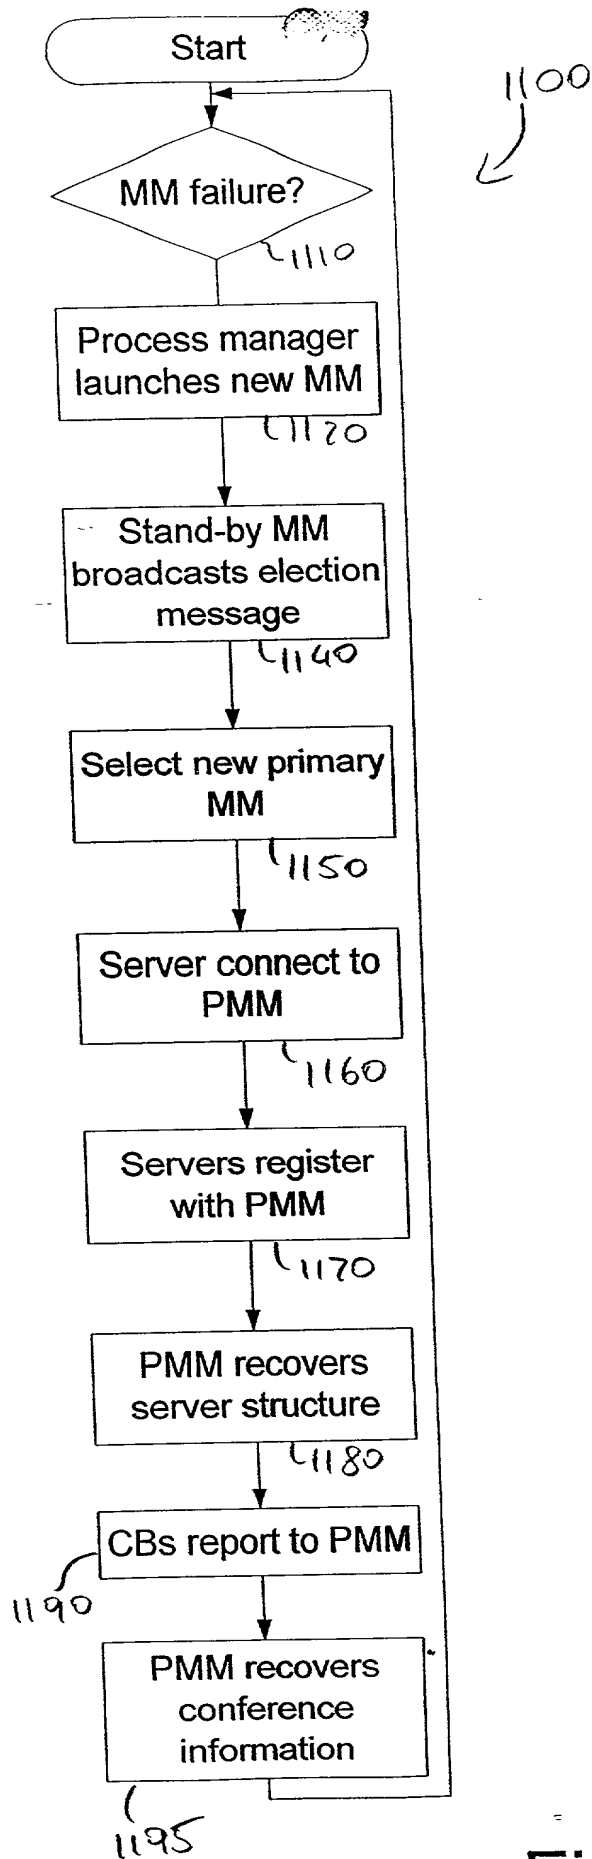 Start
1100
MM failure?
1110
Process manager
launches new MM
1120
Stand-by MM
broadcasts election
message
1140
Select new primary
MM
1150
Server connect to
PMM
1160
Servers register
with PMM
1170
PMM recovers
server structure
1180
CBs report to PMM
1190
PMM recovers
conference
information
1195